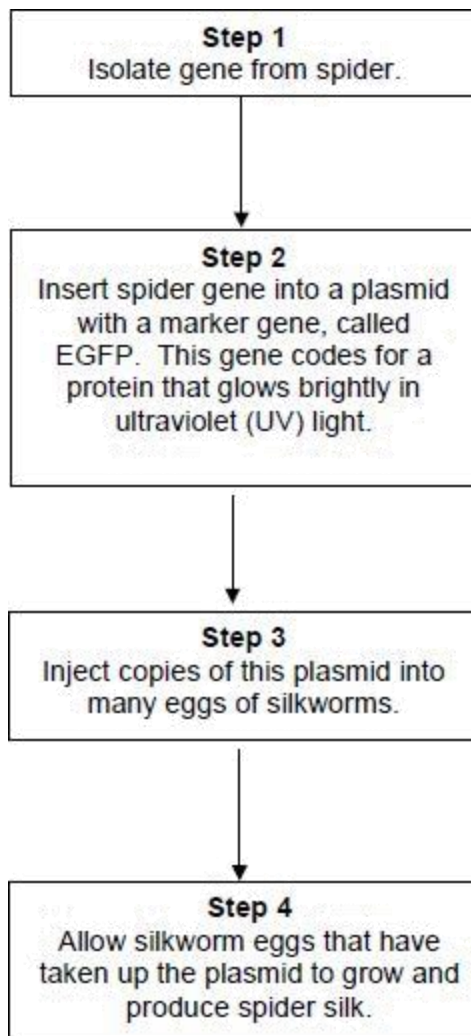 Step 1
Isolate gene from spider.
Step 2
Insert spider gene into a plasmid
with a marker gene, called
EGFP. This gene codes for a
protein that glows brightly in
ultraviolet (UV) light.
Step 3
Inject copies of this plasmid into
many eggs of silkworms.
Step 4
Allow silkworm eggs that have
taken up the plasmid to grow and
produce spider silk.